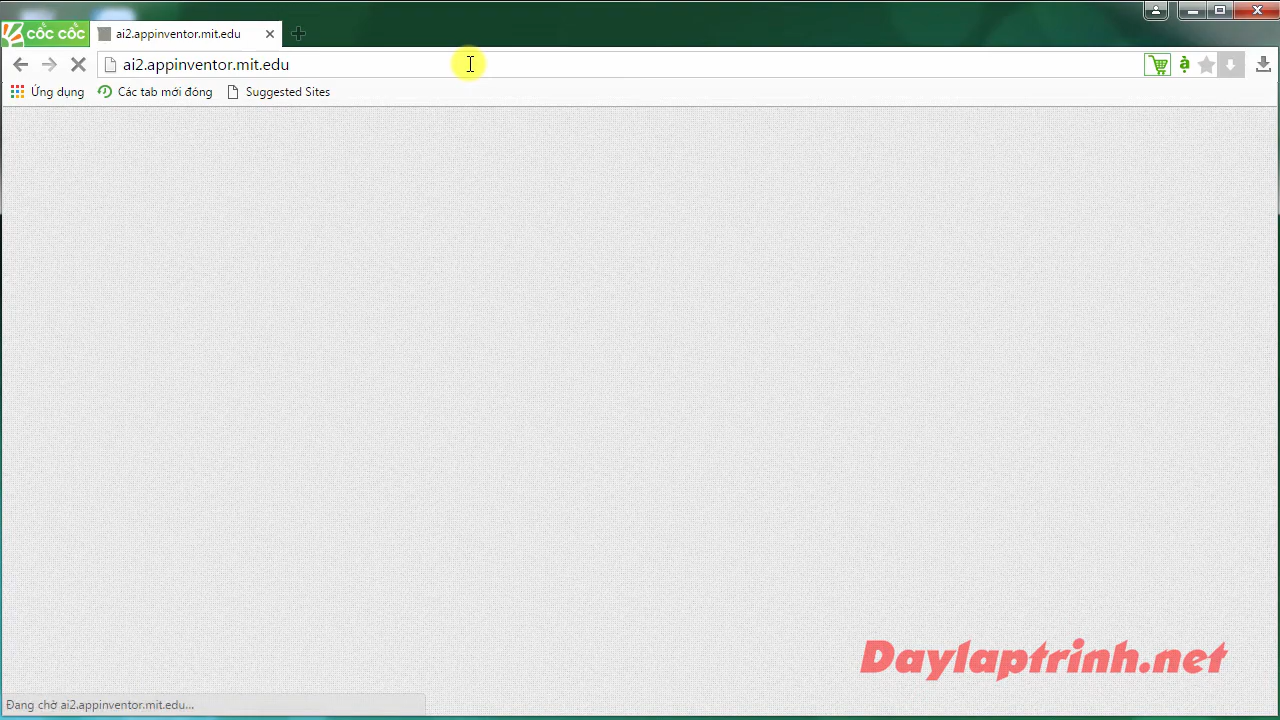 CỐC CỐC
ai2.appinventor.mit.edu
ai2.appinventor.mit.edu
à
Ứng dụng
Các tab mới đóng
Suggested Sites
Daylaptrinh.net
Đang chờ ai2.appinventor.mit.edu...